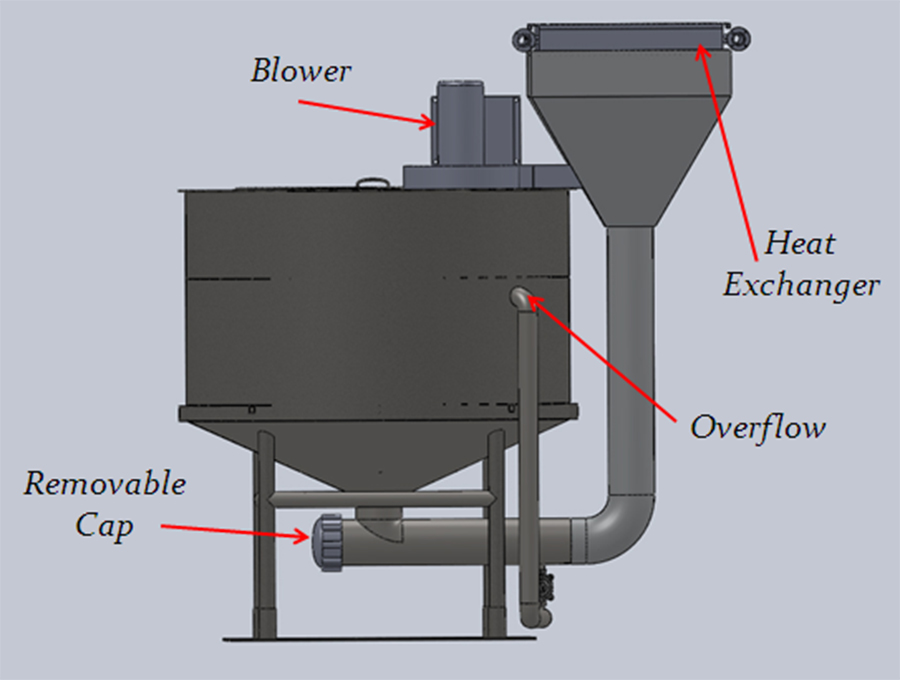 Blower
Heat
Exchanger
Overflow
Removable
Cap